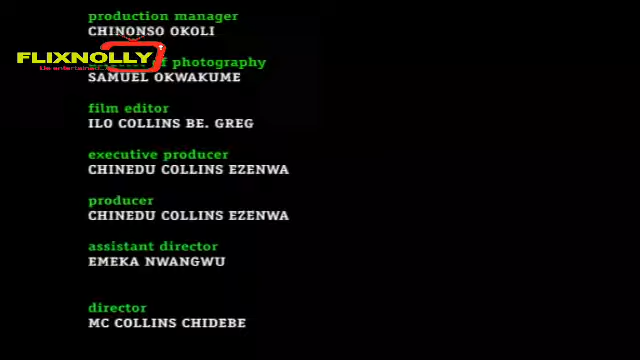 production manager
CHINONSO OKOLI
FLIXNOLLY
of photography
SAMUEL OKWAKUME
film editor
ILO COLLINS BE. GREG
executive producer
CHINEDU COLLINS EZENWA
producer
CHINEDU COLLINS EZENWA
assistant director
EMEKA NWANGWU
director
MC COLLINS CHIDEBE